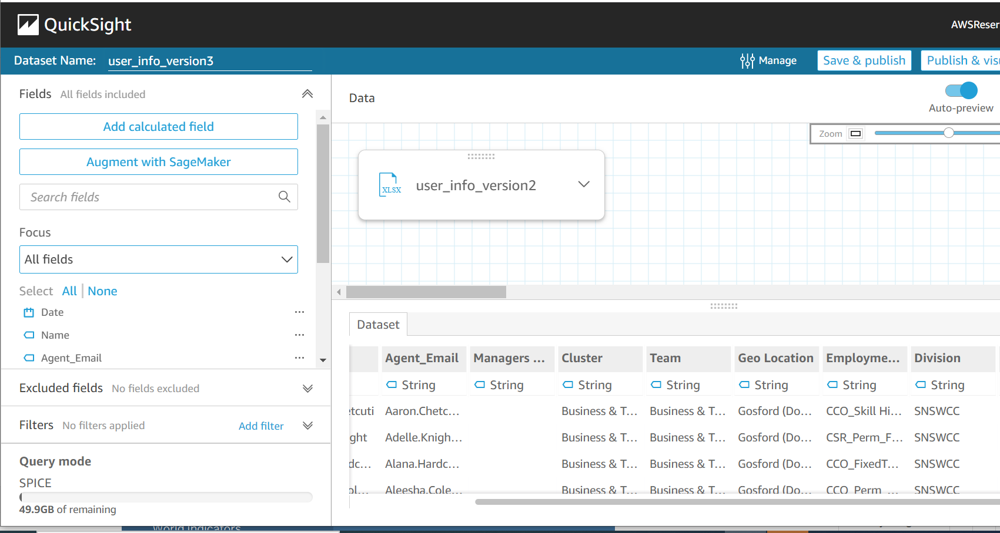 QuickSight
AWSReser
Dataset Name: user_info_version3
Manage
Save & publish
Publish & vis
Fields All fields included
Data
Auto-preview
Add calculated field
Zoom
Augment with SageMaker
XLSX
user_info_version2
Search fields
Focus
All fields
Select All | None
Date ...
Name ...
Agent_Email ...
Dataset
Agent_Email Managers ... Cluster Team Geo Location Employme... Division
String String String String String String String
etcuti Aaron.Chetc... Business & T... Business & T... Gosford (Do... CCO_Skill Hi... SNSWCC
ght Adelle.Knigh... Business & T... Business & T... Gosford (Do... CSR_Perm_F... SNSWCC
dc... Alana.Hardc... Business & T... Business & T... Gosford (Do... CCO_FixedT... SNSWCC
ol... Aleesha.Cole... Business & T... Business & T... Gosford (Do... CCO_Perm_... SNSWCC
Excluded fields No fields excluded
Filters No filters applied Add filter
Query mode
SPICE
49.9GB of remaining
World Indicators